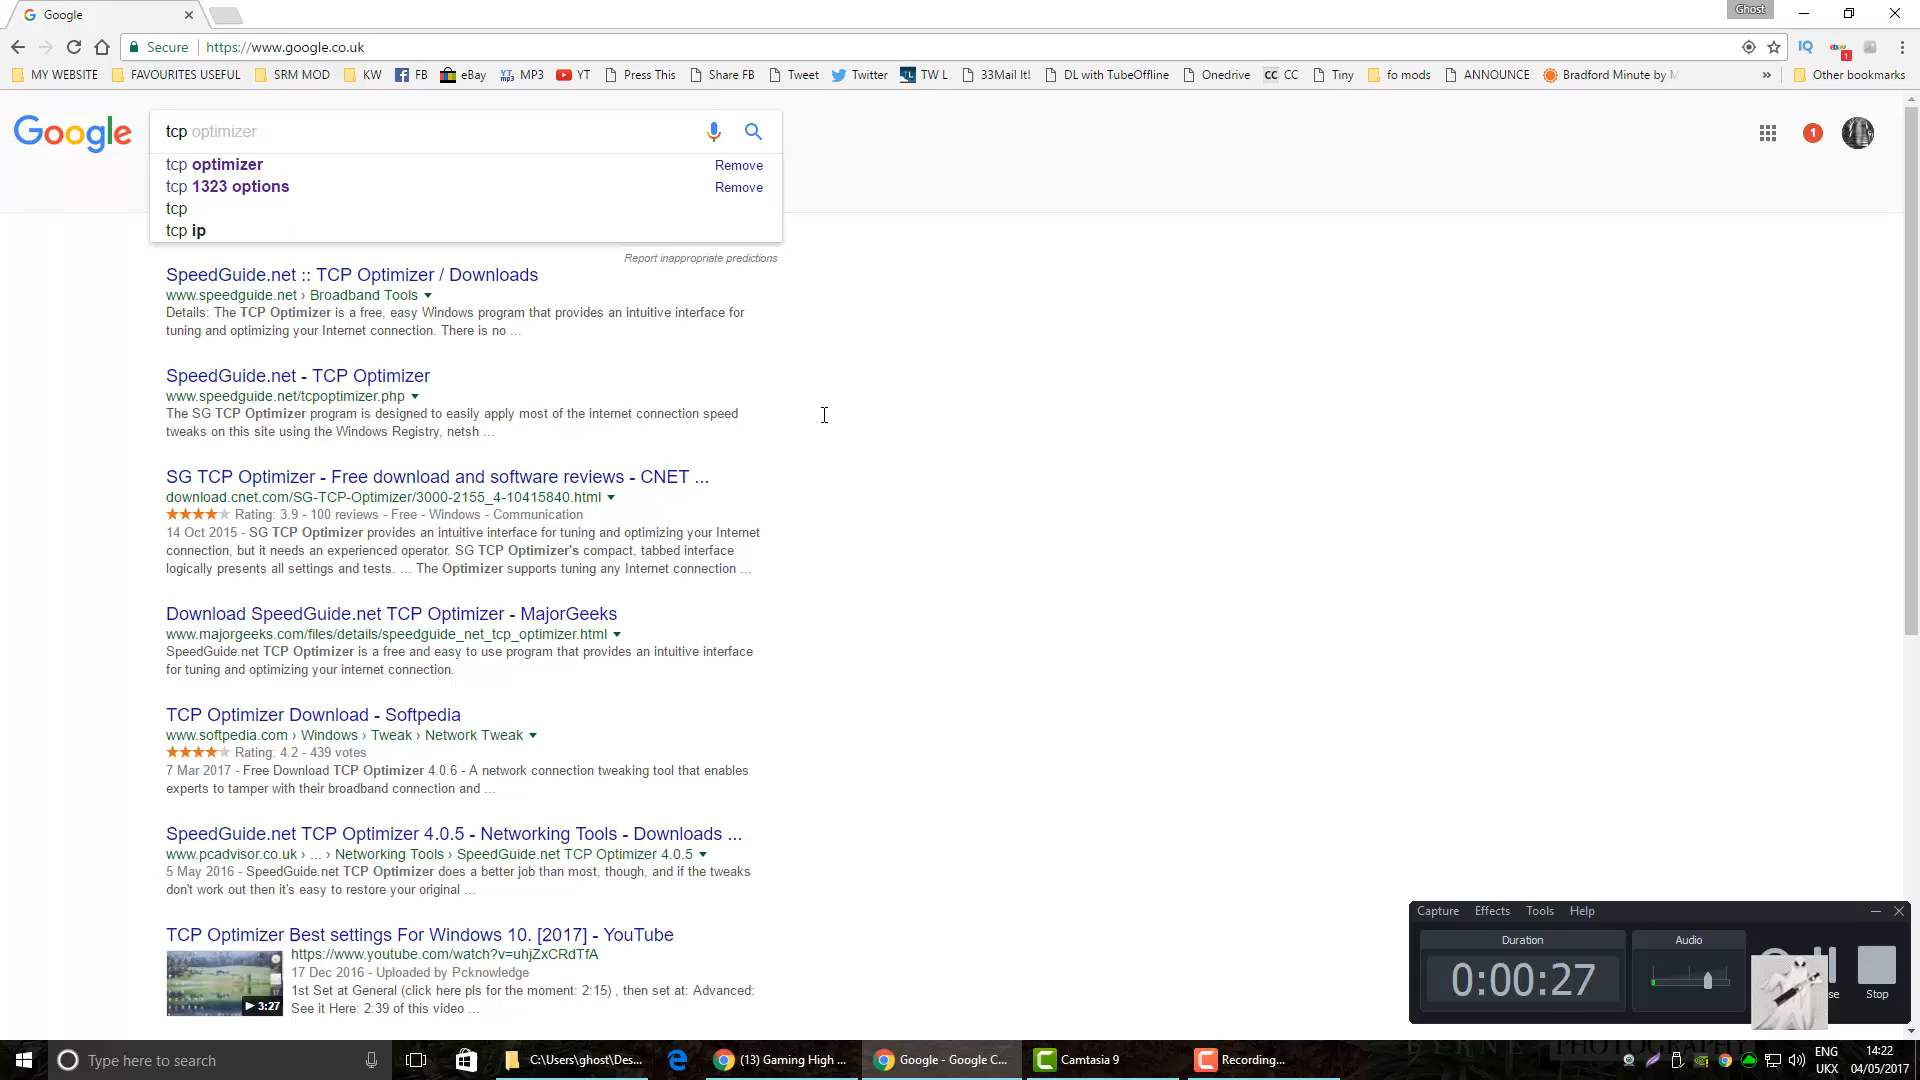 Google
Ghost
Secure
https://www.google.co.uk
1
MY WEBSITE
FAVOURITES USEFUL
SRM MOD
KW
FB
eBay
MP3
YT
Press This
Share FB
Tweet
Twitter
TW L
33Mail It!
DL with TubeOffline
Onedrive
CC CC
Tiny
fo mods
ANNOUNCE
Bradford Minute by M
»
Other bookmarks
Google
tcp optimizer
1
tcp optimizer Remove
tcp 1323 options Remove
tcp
tcp ip
Report inappropriate predictions
SpeedGuide.net :: TCP Optimizer / Downloads
www.speedguide.net › Broadband Tools
Details: The TCP Optimizer is a free, easy Windows program that provides an intuitive interface for
tuning and optimizing your Internet connection. There is no ...
SpeedGuide.net - TCP Optimizer
www.speedguide.net/tcpoptimizer.php
The SG TCP Optimizer program is designed to easily apply most of the internet connection speed
tweaks on this site using the Windows Registry, netsh ...
SG TCP Optimizer - Free download and software reviews - CNET ...
download.cnet.com/SG-TCP-Optimizer/3000-2155_4-10415840.html
Rating: 3.9 - 100 reviews - Free - Windows - Communication
14 Oct 2015 - SG TCP Optimizer provides an intuitive interface for tuning and optimizing your Internet
connection, but it needs an experienced operator. SG TCP Optimizer's compact, tabbed interface
logically presents all settings and tests. ... The Optimizer supports tuning any Internet connection ...
Download SpeedGuide.net TCP Optimizer - MajorGeeks
www.majorgeeks.com/files/details/speedguide_net_tcp_optimizer.html
SpeedGuide.net TCP Optimizer is a free and easy to use program that provides an intuitive interface
for tuning and optimizing your internet connection.
TCP Optimizer Download - Softpedia
www.softpedia.com › Windows › Tweak › Network Tweak
Rating: 4.2 - 439 votes
7 Mar 2017 - Free Download TCP Optimizer 4.0.6 - A network connection tweaking tool that enables
experts to tamper with their broadband connection and ...
SpeedGuide.net TCP Optimizer 4.0.5 - Networking Tools - Downloads ...
www.pcadvisor.co.uk › ... › Networking Tools › SpeedGuide.net TCP Optimizer 4.0.5
5 May 2016 - SpeedGuide.net TCP Optimizer does a better job than most, though, and if the tweaks
don't work out then it's easy to restore your original ...
TCP Optimizer Best settings For Windows 10. [2017] - YouTube
https://www.youtube.com/watch?v=uhjZxCRdTfA
17 Dec 2016 - Uploaded by Pcknowledge
1st Set at General (click here pls for the moment: 2:15) , then set at: Advanced:
See it Here: 2:39 of this video ...
3:27
Capture Effects Tools Help
Duration
Audio
0:00:27
se
Stop
Type here to search
C:\Users\ghost\Des...
(13) Gaming High ...
Google - Google C...
Camtasia 9
Recording...
PHOTOGRAPHY
ENG
UKX
14:22
04/05/2017